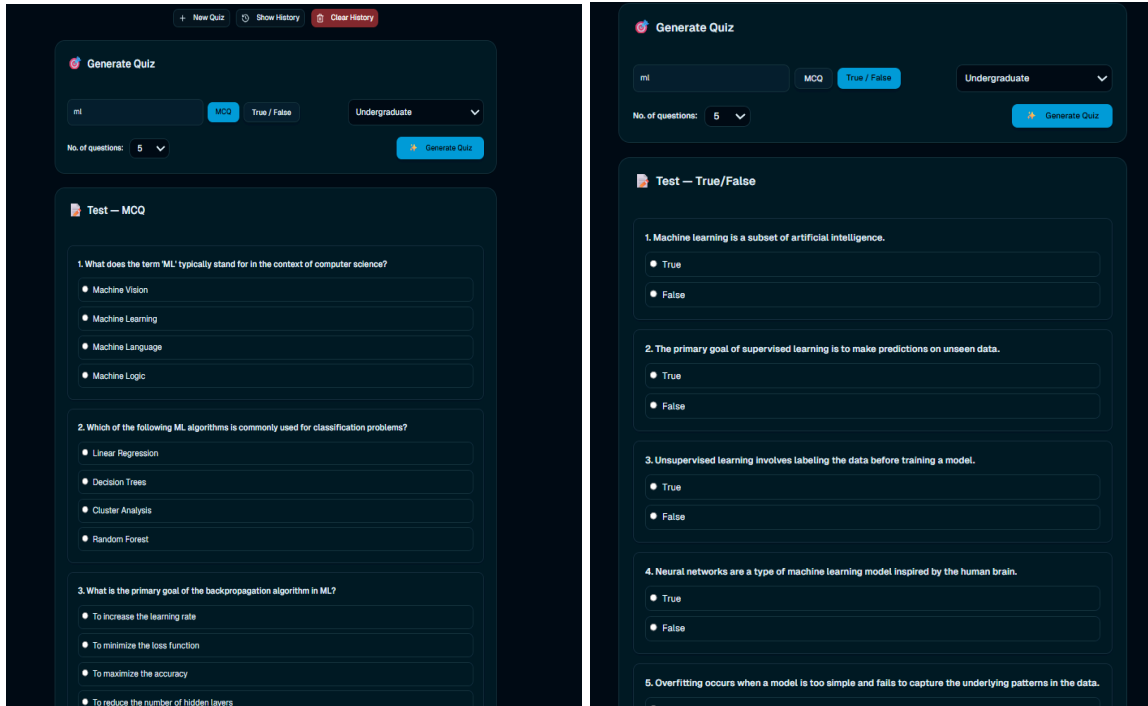 + New Quiz
Show History
Clear History
Generate Quiz
ml
MCQ
True / False
Undergraduate
No. of questions:
5
Generate Quiz
Test — MCQ
1. What does the term 'ML' typically stand for in the context of computer science?
Machine Vision
Machine Learning
Machine Language
Machine Logic
2. Which of the following ML algorithms is commonly used for classification problems?
Linear Regression
Decision Trees
Cluster Analysis
Random Forest
3. What is the primary goal of the backpropagation algorithm in ML?
To increase the learning rate
To minimize the loss function
To maximize the accuracy
To reduce the number of hidden layers
Generate Quiz
ml
MCQ
True / False
Undergraduate
No. of questions:
5
Generate Quiz
Test — True/False
1. Machine learning is a subset of artificial intelligence.
True
False
2. The primary goal of supervised learning is to make predictions on unseen data.
True
False
3. Unsupervised learning involves labeling the data before training a model.
True
False
4. Neural networks are a type of machine learning model inspired by the human brain.
True
False
5. Overfitting occurs when a model is too simple and fails to capture the underlying patterns in the data.